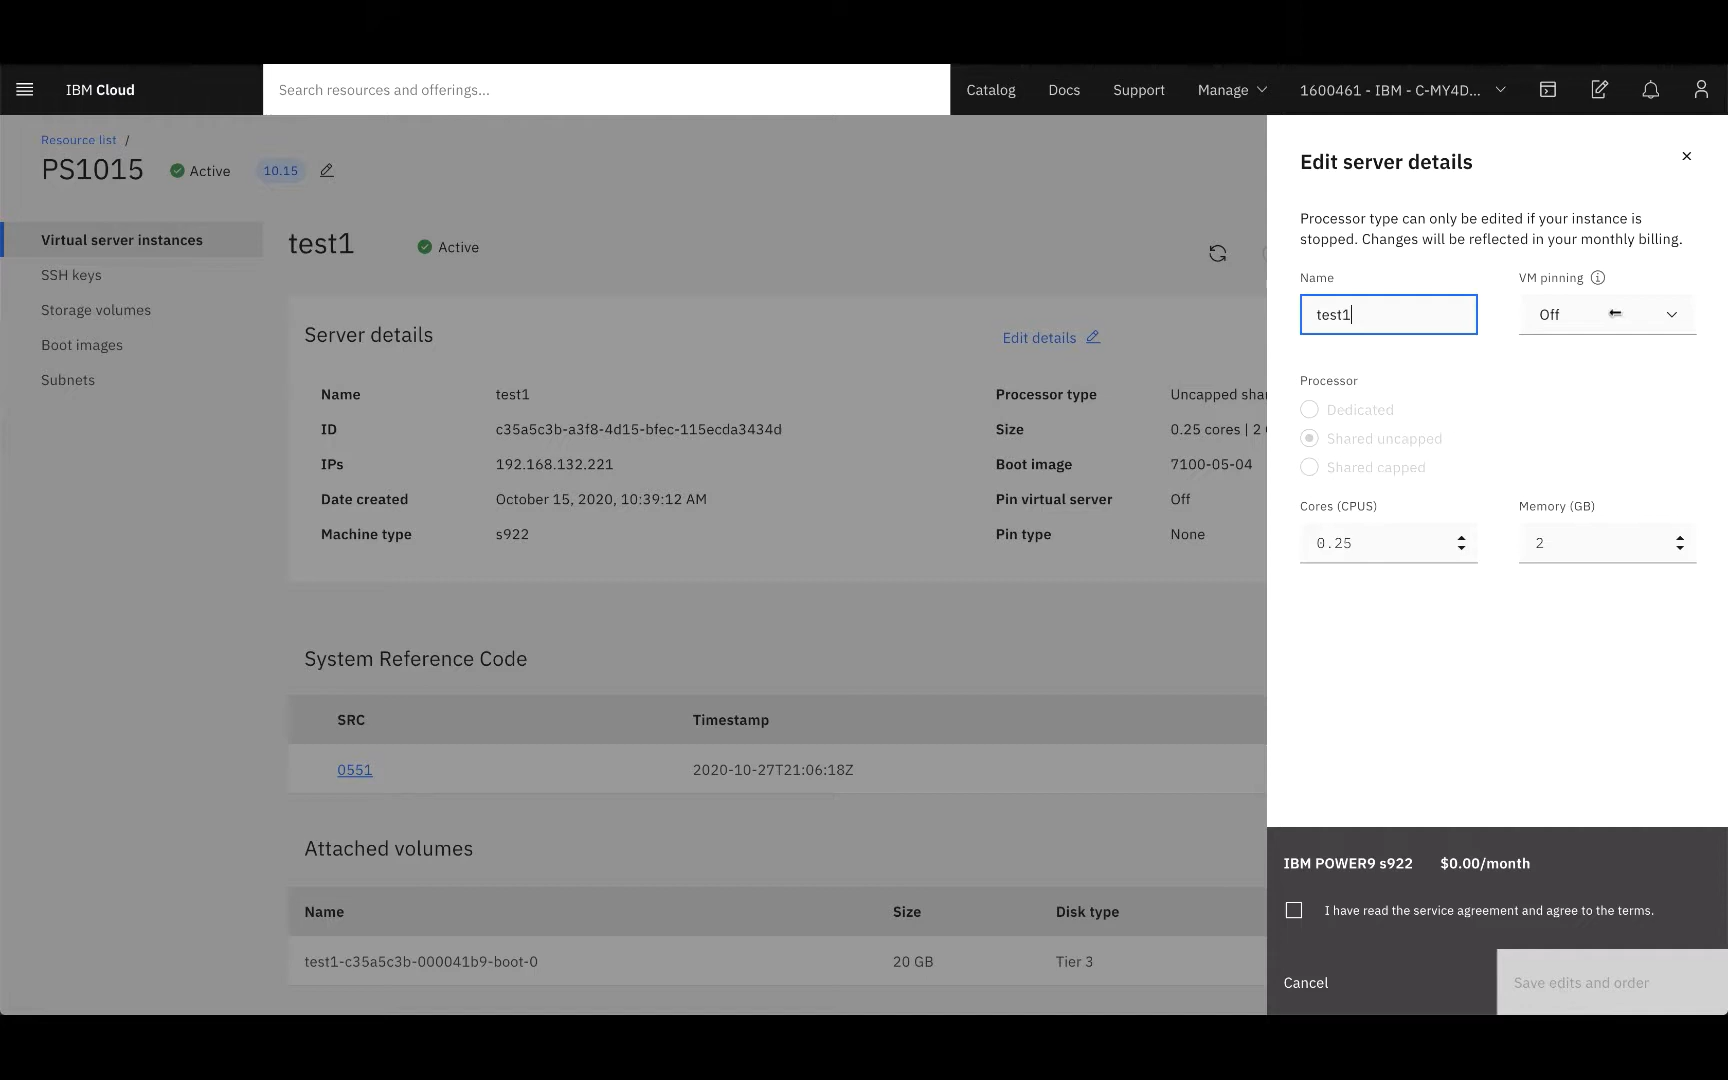 IBM Cloud
Search resources and offerings...
Catalog
Docs
Support
Manage
1600461 - IBM - C-MY4D...
Resource list /
PS1015
Active
10.15
Virtual server instances
SSH keys
Storage volumes
Boot images
Subnets
test1
Active
Server details
Edit details
Name test1
ID c35a5c3b-a3f8-4d15-bfec-115ecda3434d
IPs 192.168.132.221
Date created October 15, 2020, 10:39:12 AM
Machine type s922
Processor type Uncapped sha
Size 0.25 cores | 2
Boot image 7100-05-04
Pin virtual server Off
Pin type None
System Reference Code
SRC Timestamp
0551 2020-10-27T21:06:18Z
Attached volumes
Name Size Disk type
test1-c35a5c3b-000041b9-boot-0 20 GB Tier 3
Edit server details
Processor type can only be edited if your instance is
stopped. Changes will be reflected in your monthly billing.
Name
test1
VM pinning
Off
Processor
Dedicated
Shared uncapped
Shared capped
Cores (CPUS)
0.25
Memory (GB)
2
IBM POWER9 s922 $0.00/month
I have read the service agreement and agree to the terms.
Cancel
Save edits and order